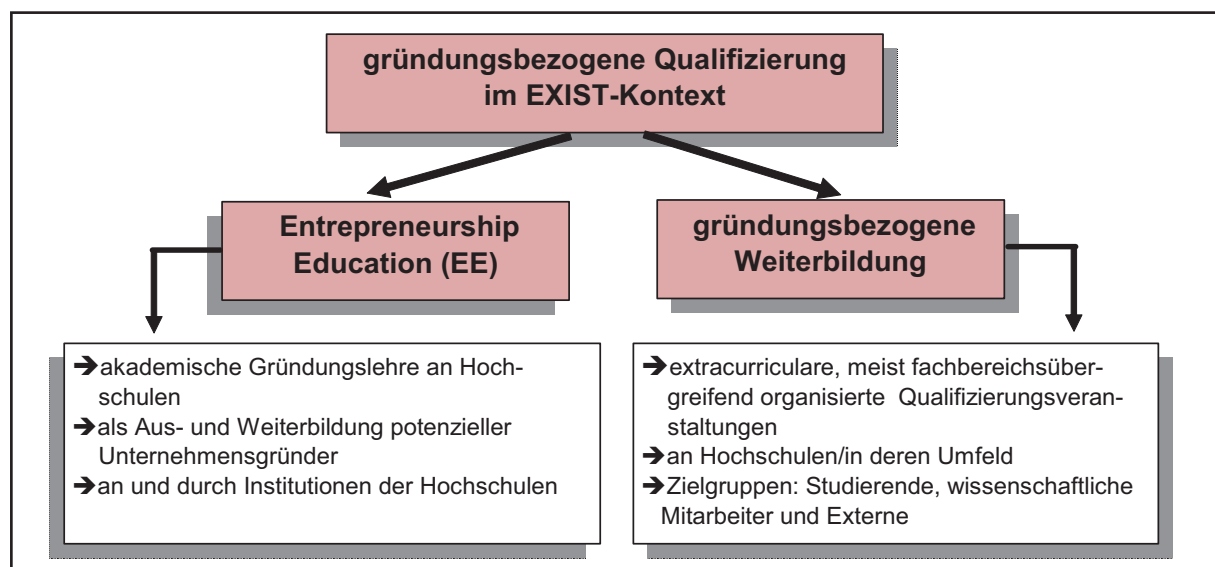 gründungsbezogene Qualifizierung
im EXIST-Kontext
Entrepreneurship
Education (EE)
gründungsbezogene
Weiterbildung
➔akademische Gründungslehre an Hoch-
schulen
➔als Aus- und Weiterbildung potenzieller
Unternehmensgründer
➔an und durch Institutionen der Hochschulen
➔extracurriculare, meist fachbereichsüber-
greifend organisierte Qualifizierungsveran-
staltungen
➔an Hochschulen/in deren Umfeld
➔Zielgruppen: Studierende, wissenschaftliche
Mitarbeiter und Externe